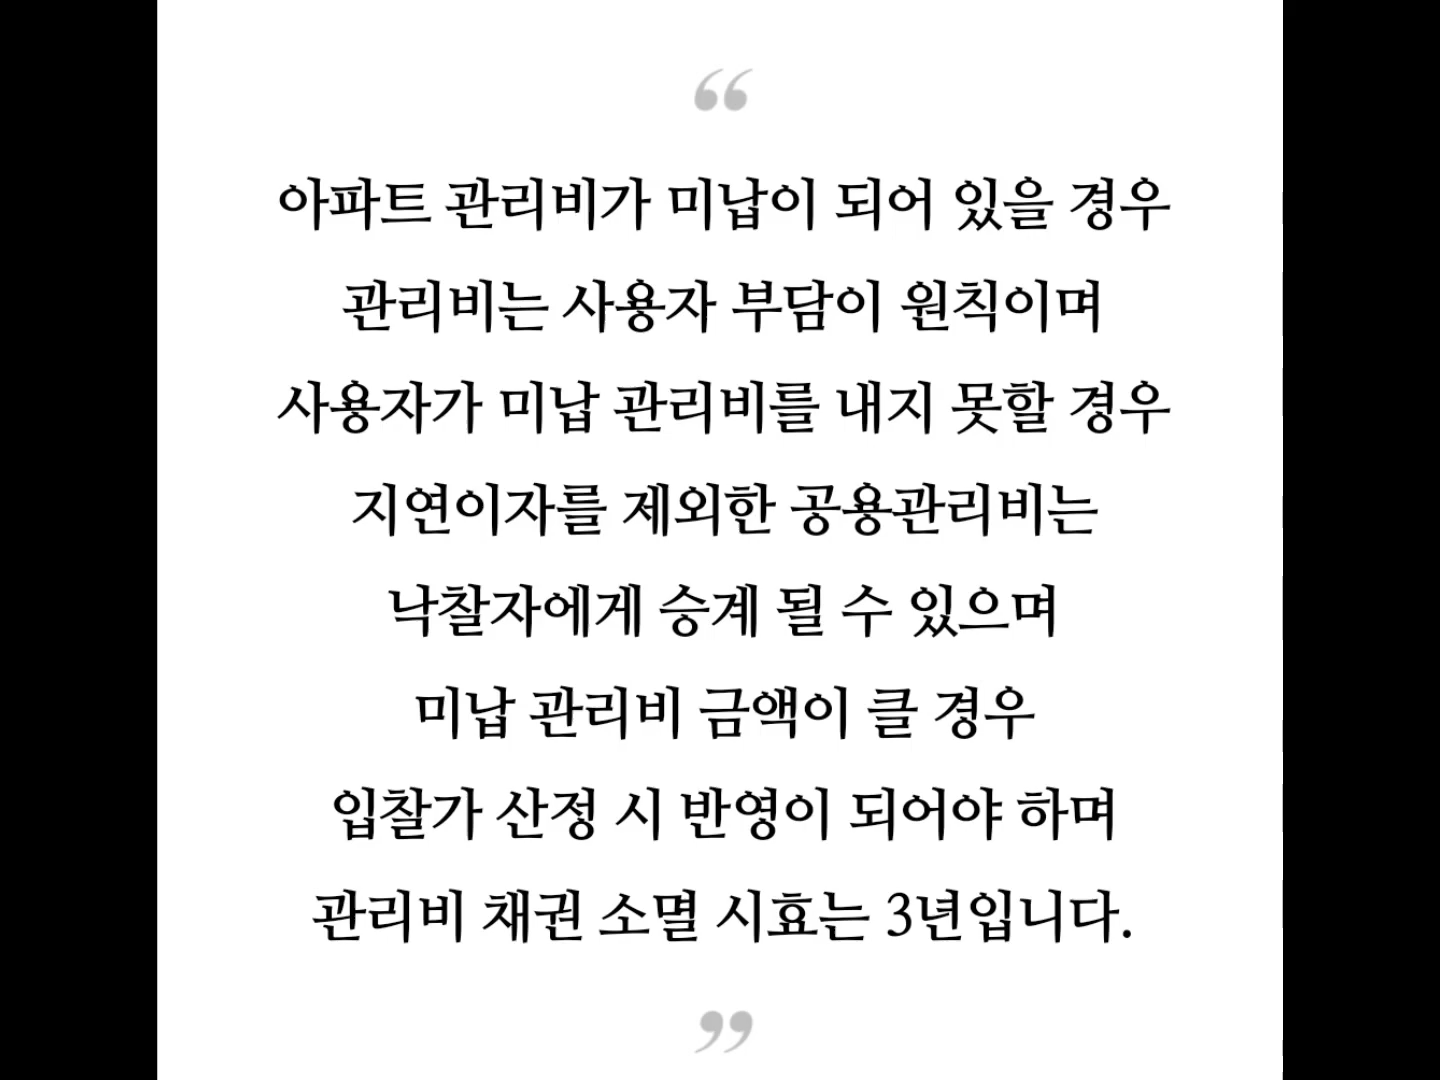 “
아파트 관리비가 미납이 되어 있을 경우
관리비는 사용자 부담이 원칙이며
사용자가 미납 관리비를 내지 못할 경우
지연이자를 제외한 공용관리비는
낙찰자에게 승계 될 수 있으며
미납 관리비 금액이 클 경우
입찰가 산정 시 반영이 되어야 하며
관리비 채권 소멸 시효는 3년입니다.
”